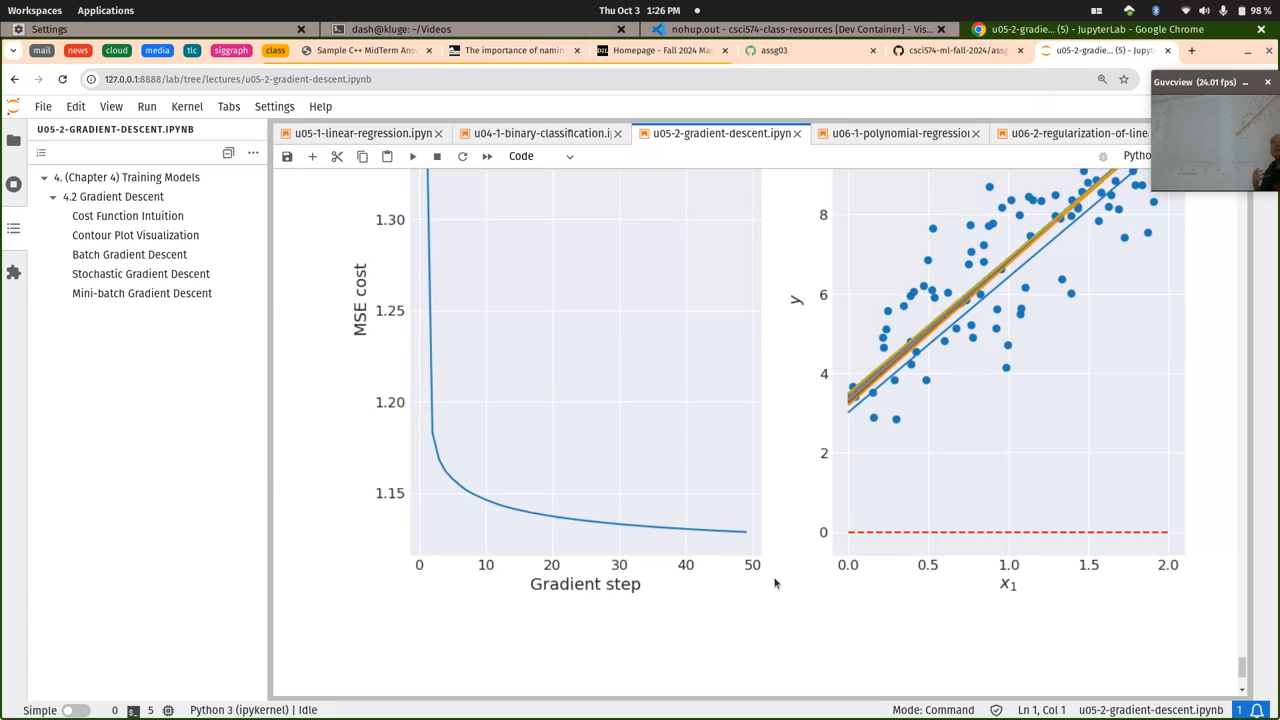 Workspaces Applications Thu Oct 3 1:26 PM 98 %
Settings dash@kluge: ~/Videos nohup.out - csci574-class-resources [Dev Container] - Vis... u05-2-gradie... (5) - JupyterLab - Google Chrome
mail news cloud media tlc siggraph class Sample C++ MidTerm An The importance of namin Homepage - Fall 2024 Ma assg03 csci574-ml-fall-2024/assg u05-2-gradie... (5) - Jupyt
127.0.0.1:8888/lab/tree/lectures/u05-2-gradient-descent.ipynb
Guvcview (24.01 fps)
File Edit View Run Kernel Tabs Settings Help
U05-2-GRADIENT-DESCENT.IPYNB
u05-1-linear-regression.ipynb u04-1-binary-classification.i u05-2-gradient-descent.ipynb u06-1-polynomial-regression u06-2-regularization-of-line
Code Pytho
4. (Chapter 4) Training Models
4.2 Gradient Descent
Cost Function Intuition
Contour Plot Visualization
Batch Gradient Descent
Stochastic Gradient Descent
Mini-batch Gradient Descent
1.30
1.25
1.20
1.15
MSE cost
0 10 20 30 40 50
Gradient step
8
6
4
2
0
y
0.0 0.5 1.0 1.5 2.0
x1
Simple 0 5 Python 3 (ipykernel) | Idle Mode: Command Ln 1, Col 1 u05-2-gradient-descent.ipynb 1